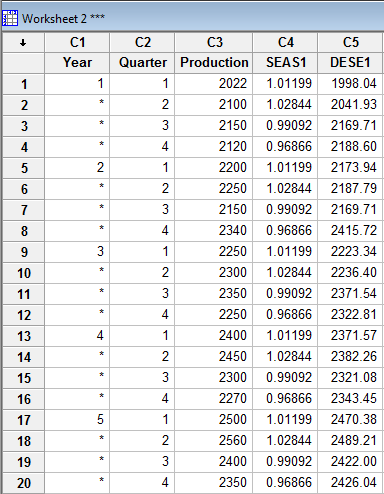 Worksheet 2 ***
↓ C1 C2 C3 C4 C5
Year Quarter Production SEAS1 DESE1
1 1 1 2022 1.01199 1998.04
2 * 2 2100 1.02844 2041.93
3 * 3 2150 0.99092 2169.71
4 * 4 2120 0.96866 2188.60
5 2 1 2200 1.01199 2173.94
6 * 2 2250 1.02844 2187.79
7 * 3 2150 0.99092 2169.71
8 * 4 2340 0.96866 2415.72
9 3 1 2250 1.01199 2223.34
10 * 2 2300 1.02844 2236.40
11 * 3 2350 0.99092 2371.54
12 * 4 2250 0.96866 2322.81
13 4 1 2400 1.01199 2371.57
14 * 2 2450 1.02844 2382.26
15 * 3 2300 0.99092 2321.08
16 * 4 2270 0.96866 2343.45
17 5 1 2500 1.01199 2470.38
18 * 2 2560 1.02844 2489.21
19 * 3 2400 0.99092 2422.00
20 * 4 2350 0.96866 2426.04